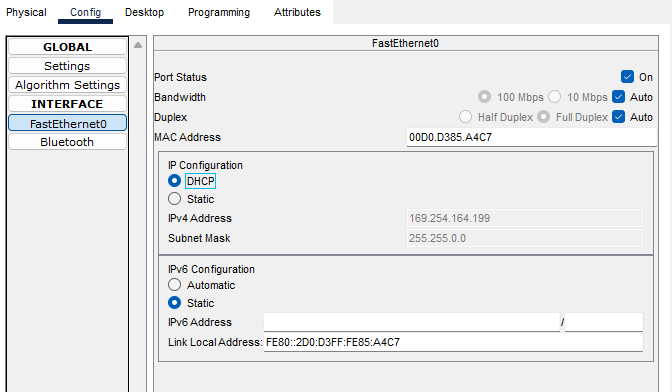 Physical Config Desktop Programming Attributes
GLOBAL
Settings
Algorithm Settings
INTERFACE
FastEthernet0
Bluetooth
FastEthernet0
Port Status On
Bandwidth 100 Mbps 10 Mbps Auto
Duplex Half Duplex Full Duplex Auto
MAC Address 00D0.D385.A4C7
IP Configuration
DHCP
Static
IPv4 Address 169.254.164.199
Subnet Mask 255.255.0.0
IPv6 Configuration
Automatic
Static
IPv6 Address /
Link Local Address: FE80::2D0:D3FF:FE85:A4C7